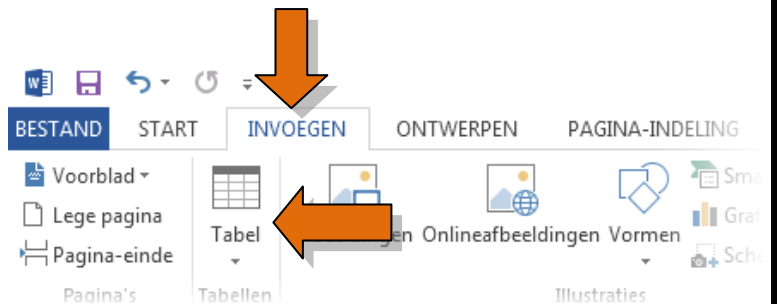 BESTAND START INVOEGEN ONTWERPEN PAGINA-INDELING
Voorblad
Lege pagina
Pagina-einde
Pagina's
Tabel
Tabellen
Onlineafbeeldingen
Vormen
Illustraties